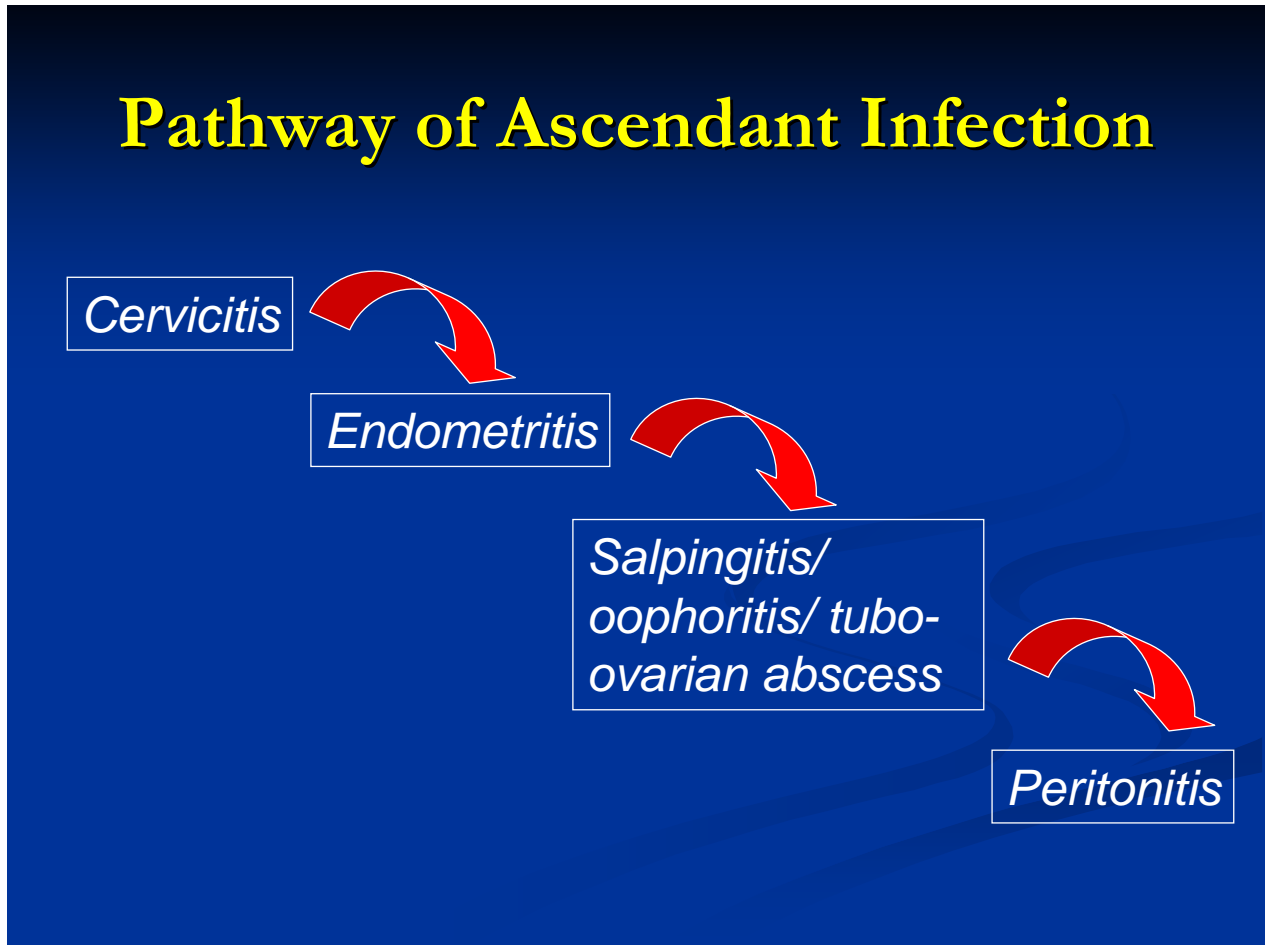 Pathway of Ascendant Infection
Cervicitis
Endometritis
Salpingitis/
oophoritis/ tubo-
ovarian abscess
Peritonitis